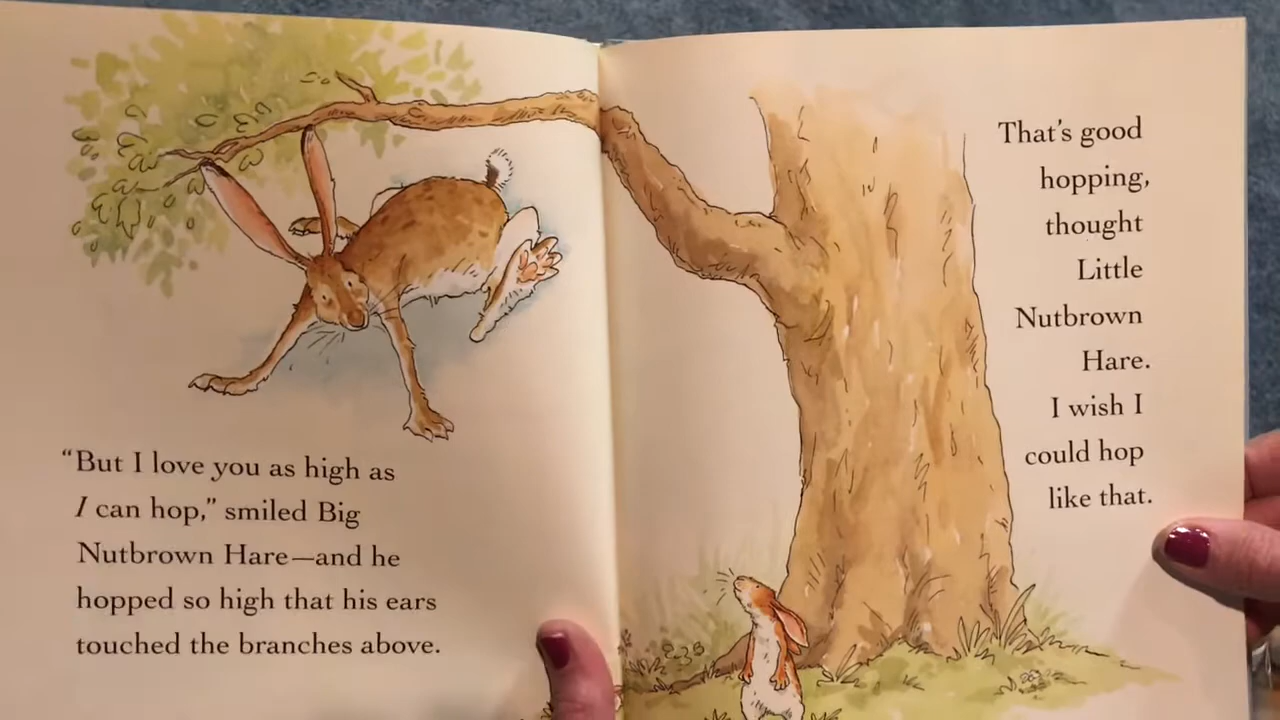 “But I love you as high as
I can hop,” smiled Big
Nutbrown Hare—and he
hopped so high that his ears
touched the branches above.
That’s good
hopping,
thought
Little
Nutbrown
Hare.
I wish I
could hop
like that.